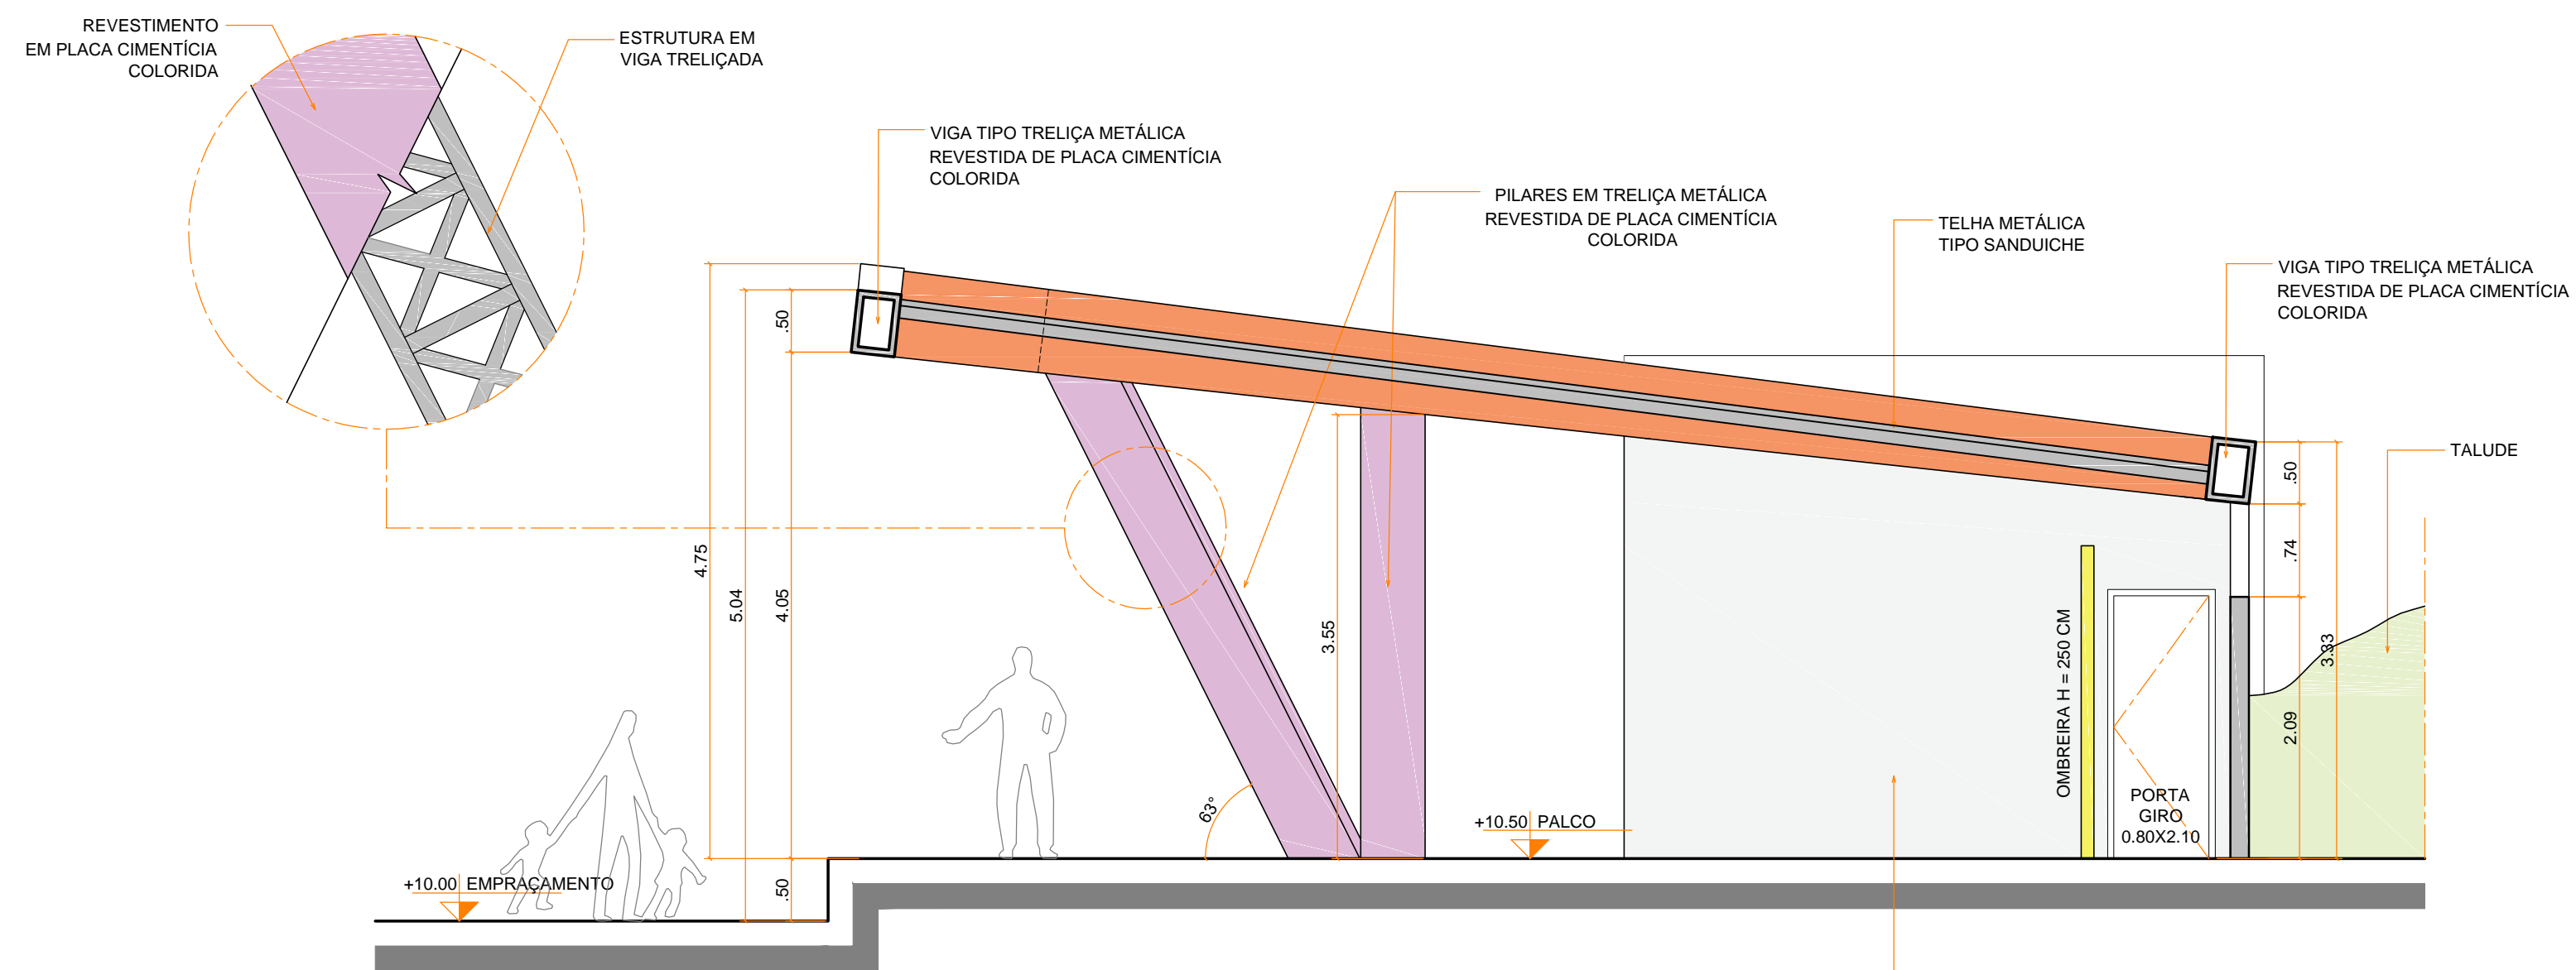 REVESTIMENTO
EM PLACA CIMENTÍCIA
COLORIDA
ESTRUTURA EM
VIGA TRELIÇADA
VIGA TIPO TRELIÇA METÁLICA
REVESTIDA DE PLACA CIMENTÍCIA
COLORIDA
PILARES EM TRELIÇA METÁLICA
REVESTIDA DE PLACA CIMENTÍCIA
COLORIDA
TELHA METÁLICA
TIPO SANDUICHE
VIGA TIPO TRELIÇA METÁLICA
REVESTIDA DE PLACA CIMENTÍCIA
COLORIDA
TALUDE
4.75
5.04
.50
4.05
.50
3.55
63°
+10.00 EMPRAÇAMENTO
+10.50 PALCO
OMBREIRA H = 250 CM
PORTA
GIRO
0.80X2.10
.50
.74
2.09
3.33